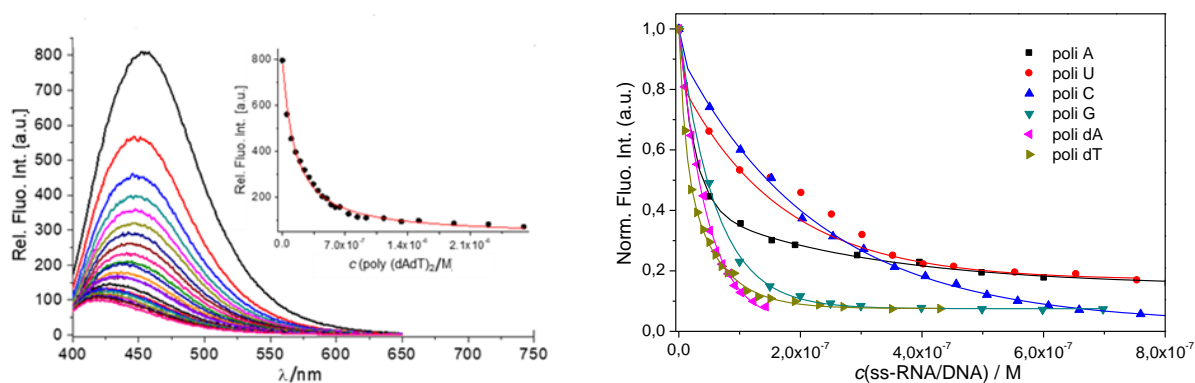 Rel. Fluo. Int. [a.u.]
800
700
600
500
400
300
200
100
0
400
450
500
550
600
650
700
750
λ/nm
Rel. Fluo. Int. [a.u.]
800
600
400
200
0.0
7.0x10⁻⁷
1.4x10⁻⁶
2.1x10⁻⁶
c (poly (dAdT)₂/M]
Norm. Fluo. Int. (a.u.)
1,0
0,8
0,6
0,4
0,2
0,0
0,0
2,0x10⁻⁷
4,0x10⁻⁷
6,0x10⁻⁷
8,0x10⁻⁷
c(ss-RNA/DNA) / M
poli A
poli U
poli C
poli G
poli dA
poli dT